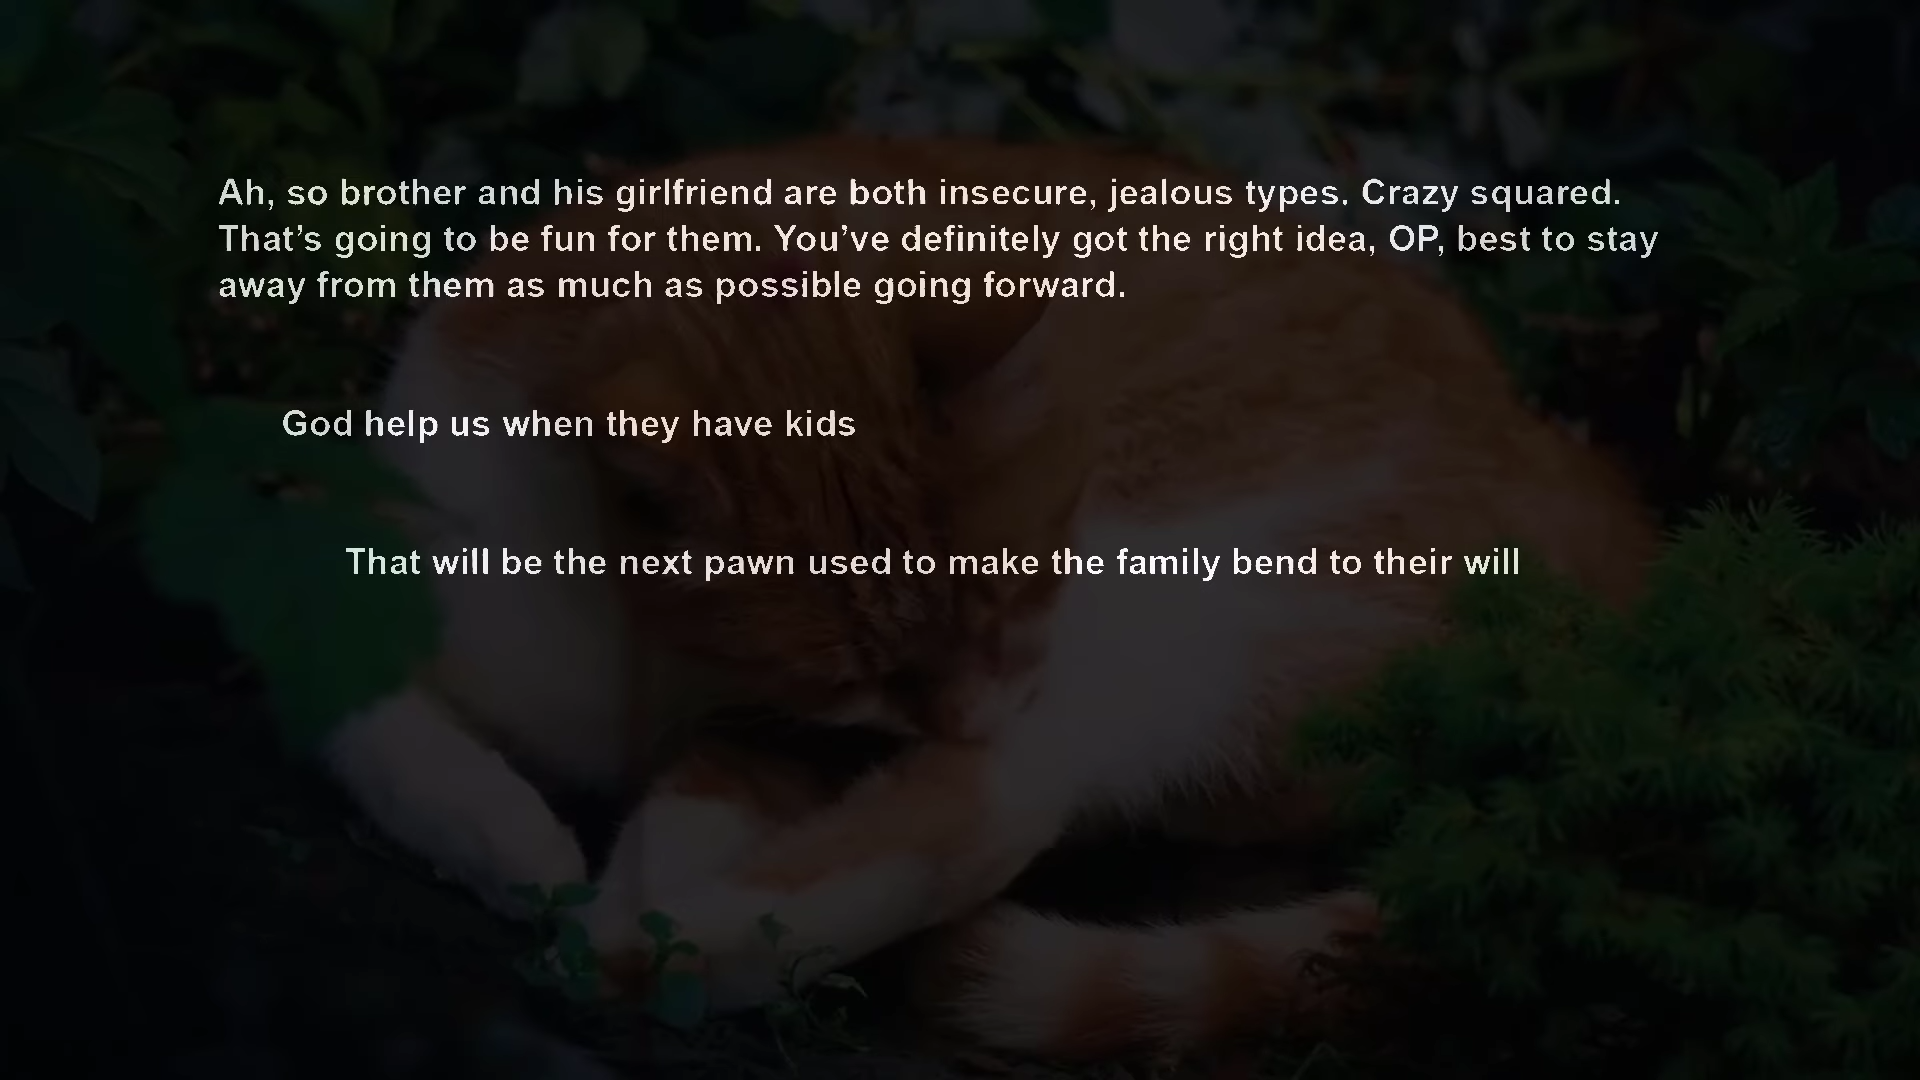 Ah, so brother and his girlfriend are both insecure, jealous types. Crazy squared.
That’s going to be fun for them. You’ve definitely got the right idea, OP, best to stay
away from them as much as possible going forward.
God help us when they have kids
That will be the next pawn used to make the family bend to their will